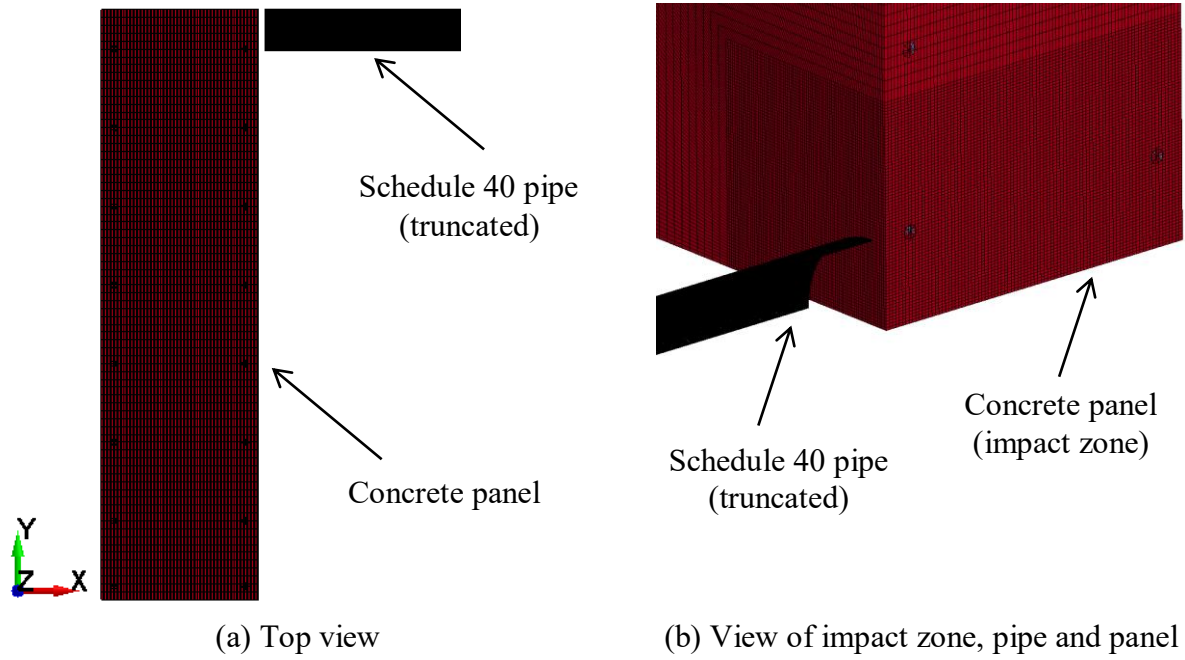 Schedule 40 pipe
(truncated)
Concrete panel
Y
Z
X
(a) Top view
Schedule 40 pipe
(truncated)
Concrete panel
(impact zone)
(b) View of impact zone, pipe and panel